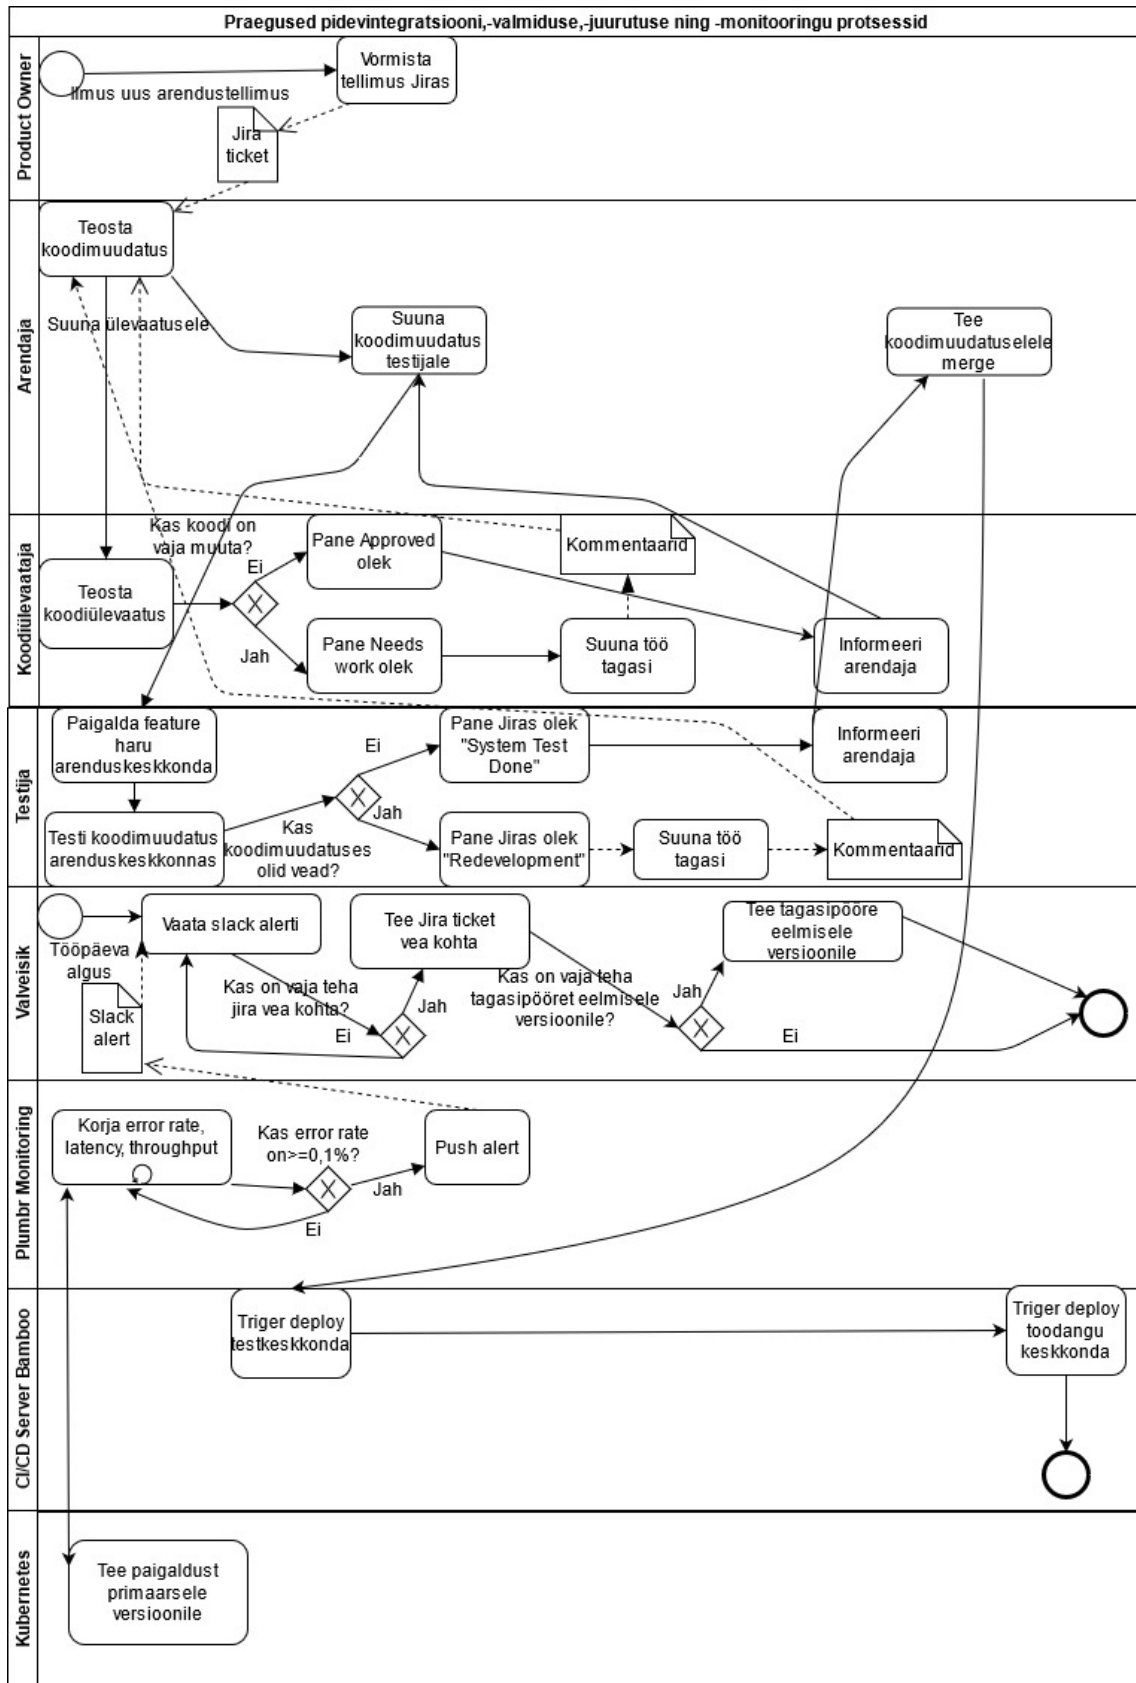 Praegused pidevintegratsiooni,-valmiduse,-juurutuse ning -monitooringu protsessid
Product Owner
Vormista
tellimus Jiras
Ilmus uus arendustellimus
Jira
ticket
Arendaja
Teosta
koodimuudatus
Suuna ülevaatusele
Suuna
koodimuudatus
testijale
Tee
koodimuudatuselele
merge
Koodiülevaataja
Kas koodi on
vaja muuta?
Teosta
koodiülevaatus
Ei
Jah
Pane Approved
olek
Pane Needs
work olek
Kommentaarid
Suuna töö
tagasi
Informeeri
arendaja
Testija
Paigalda feature
haru
arenduskeskkonda
Testi koodimuudatus
arenduskeskkonnas
Kas
koodimuudatuses
olid vead?
Ei
Jah
Pane Jiras olek
"System Test
Done"
Pane Jiras olek
"Redevelopment"
Suuna töö
tagasi
Informeeri
arendaja
Kommentaarid
Valveisik
Tööpäeva
algus
Vaata slack alerti
Slack
alert
Kas on vaja teha
jira vea kohta?
Ei
Jah
Tee Jira ticket
vea kohta
Kas on vaja teha
tagasipööret eelmisele
versioonile?
Jah
Ei
Tee tagasipööre
eelmisele
versioonile
Plumbr Monitoring
Korja error rate,
latency, throughput
Kas error rate
on>=0,1%?
Jah
Ei
Push alert
CI/CD Server Bamboo
Triger deploy
testkeskkonda
Triger deploy
toodangu
keskkonda
Kubernetes
Tee paigaldust
primaarsele
versioonile